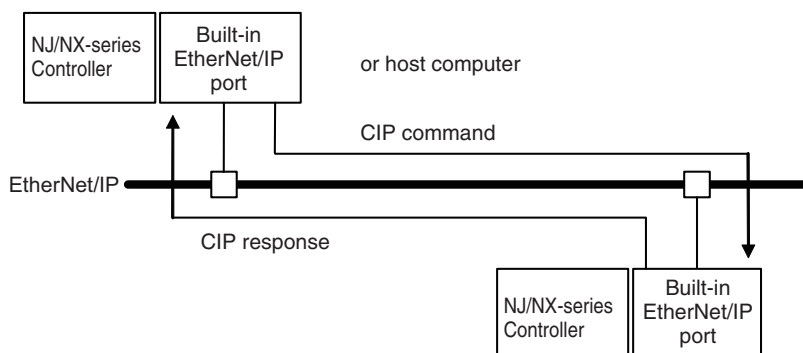 NJ/NX-series
Controller
Built-in
EtherNet/IP
port
or host computer
CIP command
EtherNet/IP
CIP response
NJ/NX-series
Controller
Built-in
EtherNet/IP
port